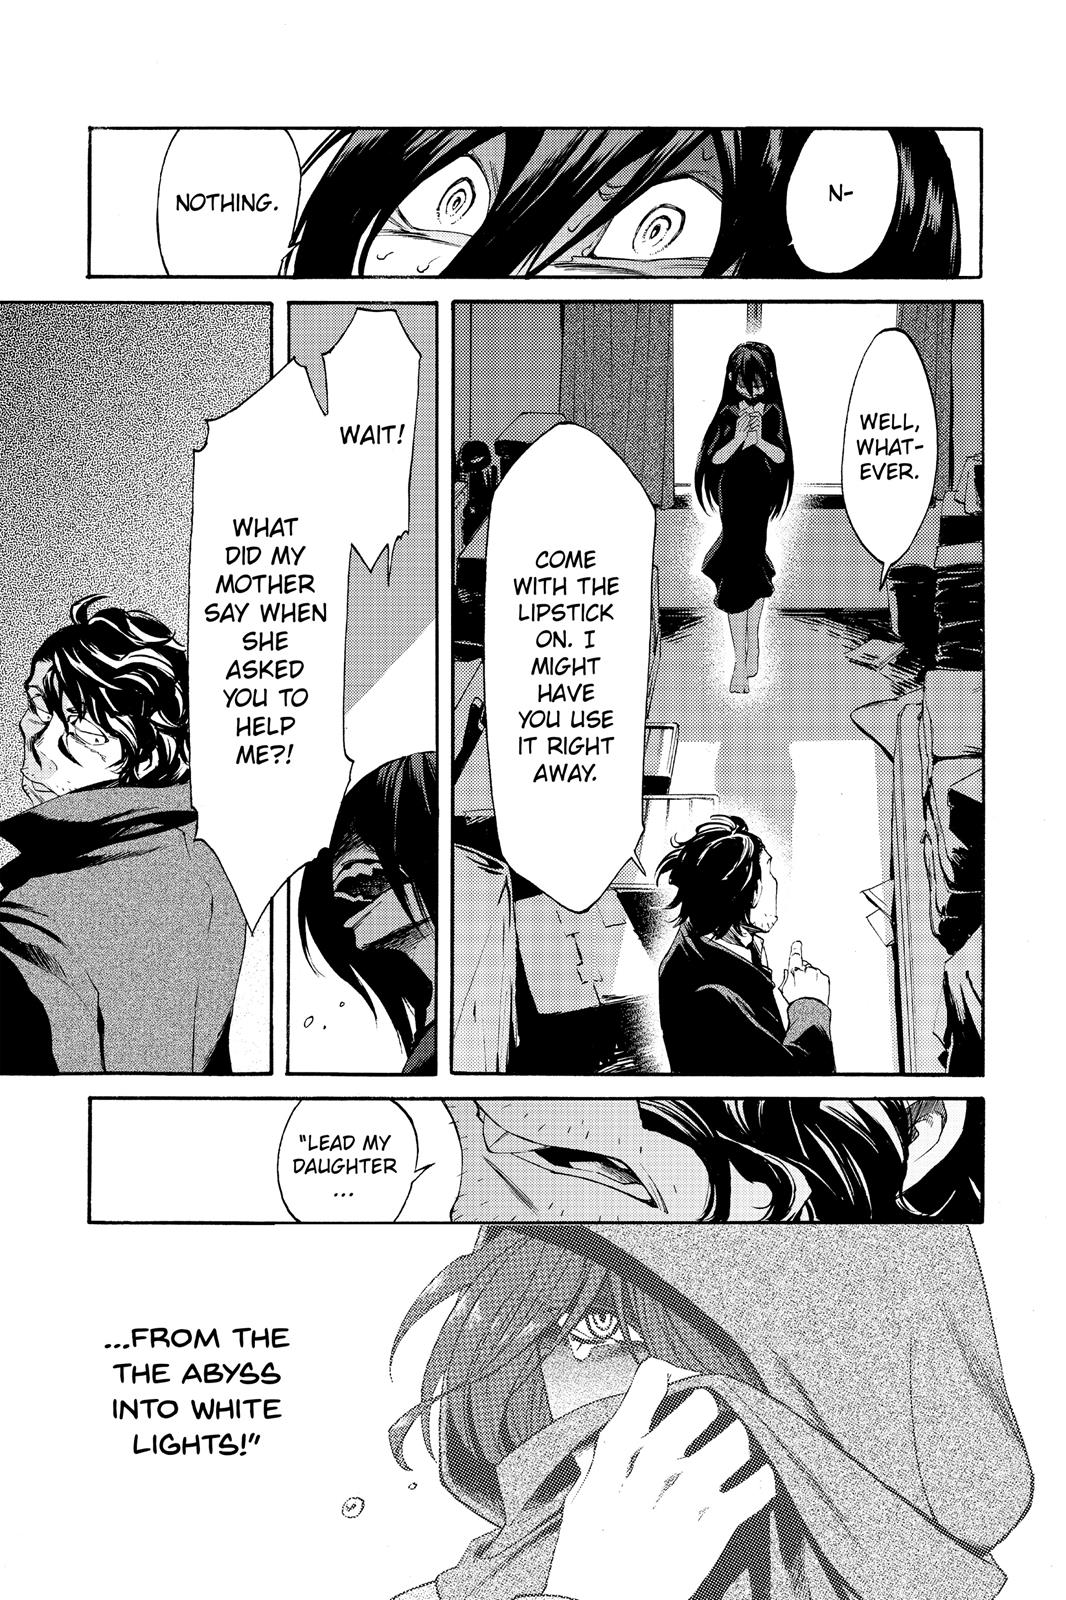 N-
NOTHING.
WELL,
WHAT-
EVER.
COME
WITH THE
LIPSTICK
ON. I
MIGHT
HAVE
YOU USE
IT RIGHT
AWAY.
WAIT!
WHAT
DID MY
MOTHER
SAY WHEN
SHE
ASKED
YOU TO
HELP
ME?!
"LEAD MY
DAUGHTER
...
...FROM THE
THE ABYSS
INTO WHITE
LIGHTS!"